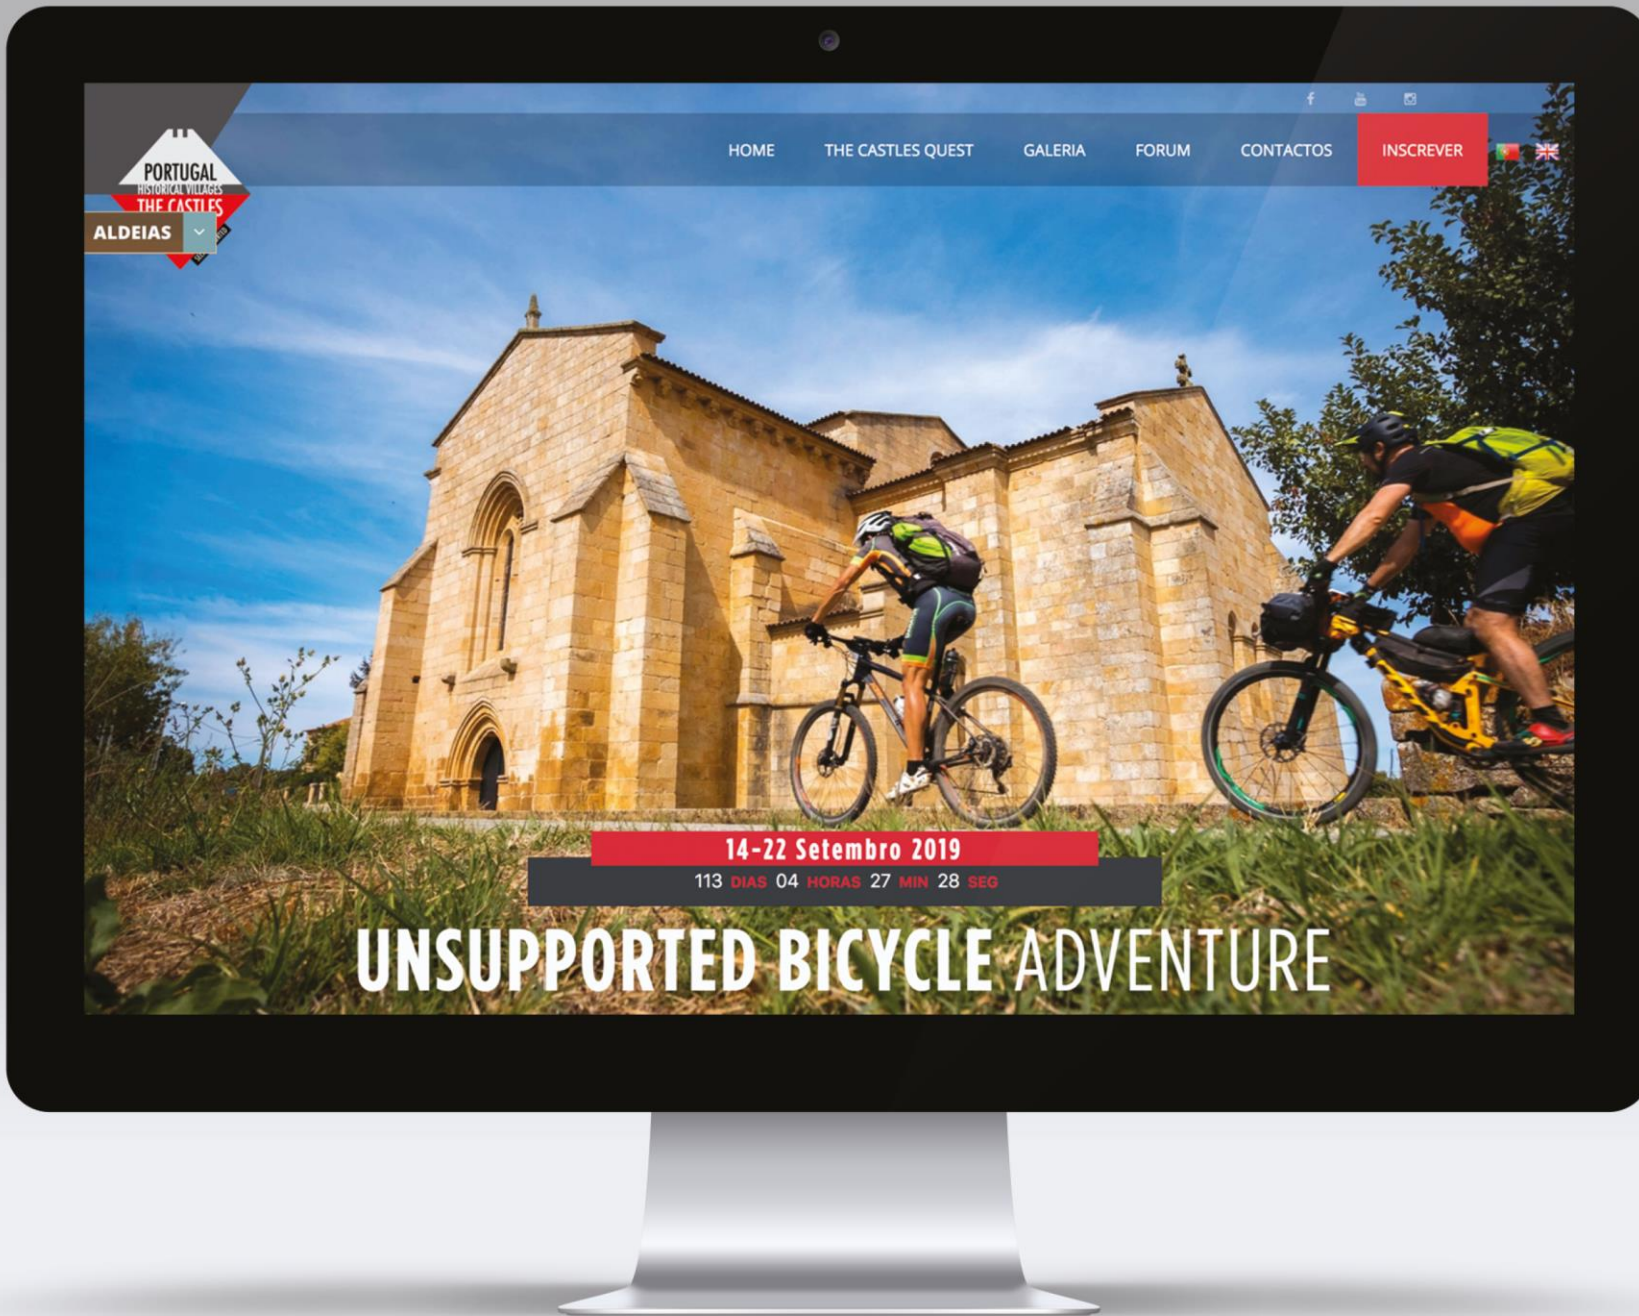 HOME THE CASTLES QUEST GALERIA FORUM CONTACTOS INSCREVER
PORTUGAL
HISTORICAL VILLAGES
THE CASTLES
ALDEIAS
14-22 Setembro 2019
113 DIAS 04 HORAS 27 MIN 28 SEG
UNSUPPORTED BICYCLE ADVENTURE